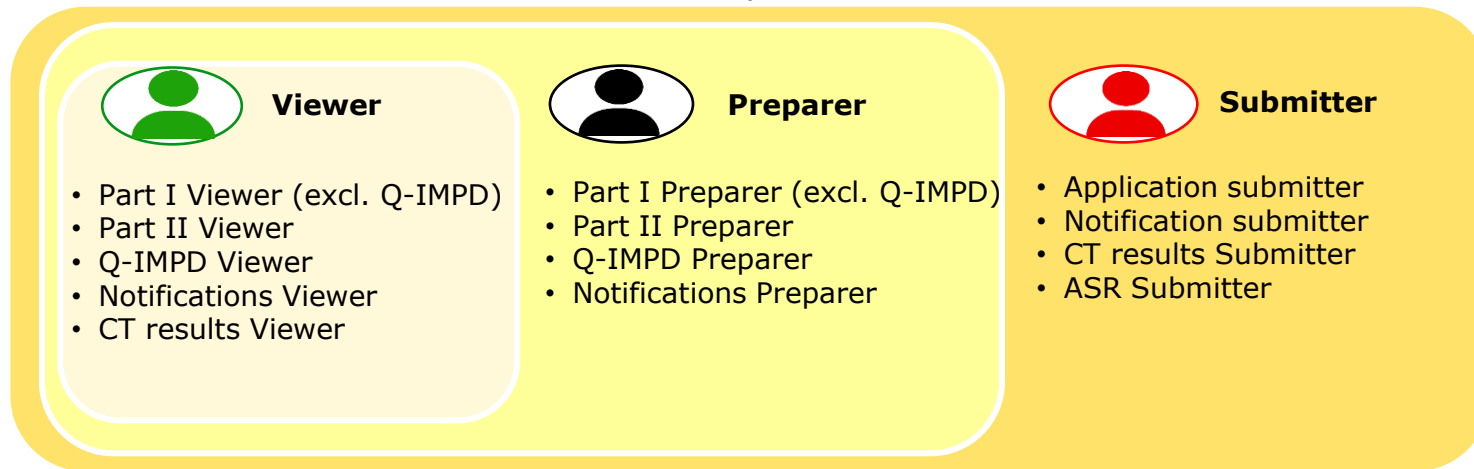 Viewer
• Part I Viewer (excl. Q-IMPD)
• Part II Viewer
• Q-IMPD Viewer
• Notifications Viewer
• CT results Viewer
Preparer
• Part I Preparer (excl. Q-IMPD)
• Part II Preparer
• Q-IMPD Preparer
• Notifications Preparer
Submitter
• Application submitter
• Notification submitter
• CT results Submitter
• ASR Submitter